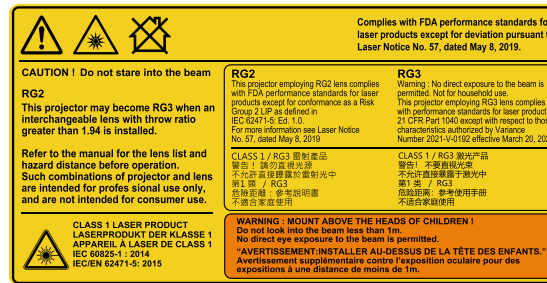 Complies with FDA performance standards fo
laser products except for deviation pursuant
Laser Notice No. 57, dated May 8, 2019.
CAUTION ! Do not stare into the beam
RG2
This projector may become RG3 when an
interchangeable lens with throw ratio
greater than 1.94 is installed.
Refer to the manual for the lens list and
hazard distance before operation.
Such combinations of projector and lens
are intended for profes sional use only,
and are not intended for consumer use.
CLASS 1 LASER PRODUCT
LASERPRODUKT DER KLASSE 1
APPAREIL À LASER DE CLASS 1
IEC 60825-1 : 2014
IEC/EN 62471-5: 2015
RG2
This projector employing RG2 lens complies
with FDA performance standards for laser
products except for conformance as a Risk
Group 2 LIP as defined in
IEC 62471-5: Ed. 1.0.
For more information see Laser Notice
No. 57, dated May 8, 2019
CLASS 1 / RG3 雷射產品
警告！ 請勿直視光源
不允許直接曝露於雷射光中
第1類 / RG3
危險距離：參考說明書
不適合家庭使用
RG3
Warning : No direct exposure to the beam is
permitted. Not for household use.
This projector employing RG3 lens complies
with performance standards for laser product
21 CFR Part 1040 except with respect to thos
characteristics authorized by Variance
Number 2021-V-0192 effective March 20, 202
CLASS 1 / RG3 激光产品
警告！ 不要直视光束
不允许直接暴露于激光中
第1类 / RG3
危险距离：参考使用手册
不适合家庭使用
WARNING : MOUNT ABOVE THE HEADS OF CHILDREN !
Do not look into the beam less than 1m.
No direct eye exposure to the beam is permitted.
"AVERTISSEMENT:INSTALLER AU-DESSUS DE LA TÊTE DES ENFANTS."
Avertissement supplémentaire contre l'exposition oculaire pour des
expositions à une distance de moins de 1m.